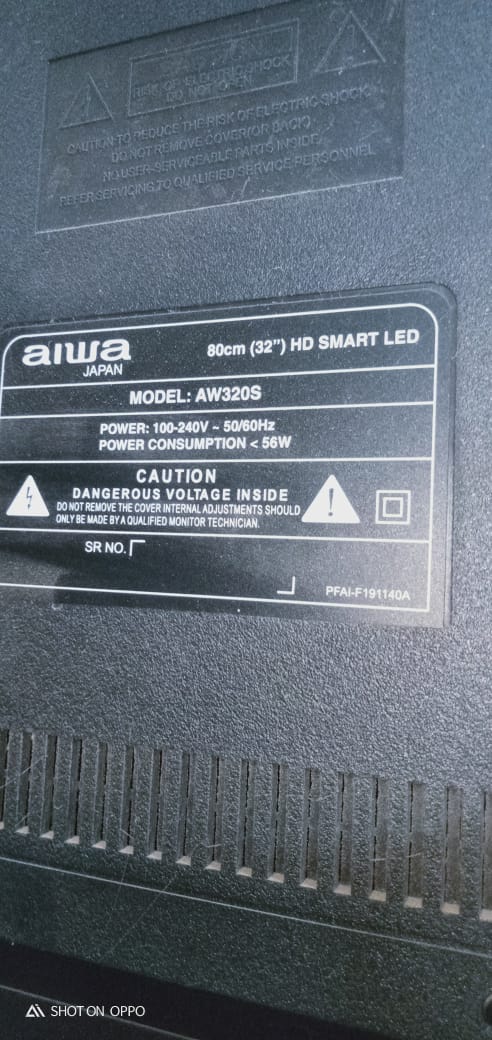 RISK OF ELECTRIC SHOCK
DO NOT OPEN
CAUTION TO REDUCE THE RISK OF ELECTRIC SHOCK
DO NOT REMOVE COVER(OR BACK)
NO USER-SERVICEABLE PARTS INSIDE
REFER SERVICING TO QUALIFIED SERVICE PERSONNEL
aiwa
JAPAN
80cm (32") HD SMART LED
MODEL: AW320S
POWER: 100-240V ~ 50/60Hz
POWER CONSUMPTION < 56W
CAUTION
DANGEROUS VOLTAGE INSIDE
DO NOT REMOVE THE COVER INTERNAL ADJUSTMENTS SHOULD
ONLY BE MADE BY A QUALIFIED MONITOR TECHNICIAN.
SR NO.
PFAI-F191140A
SHOT ON OPPO